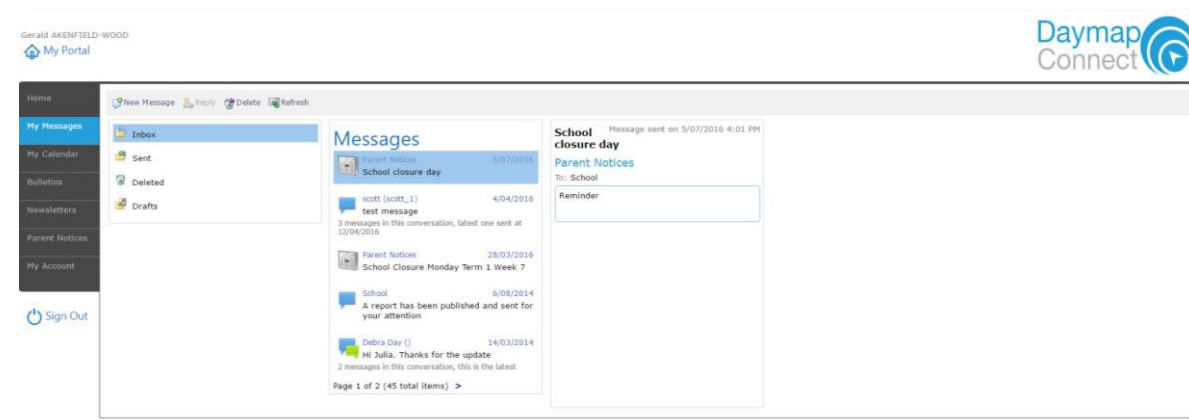 Gerald AKENFIELD-WOOD
My Portal
Daymap
Connect
Home
My Messages
My Calendar
Bulletins
Newsletters
Parent Notices
My Account
Sign Out
New Message Reply Delete Refresh
Inbox
Sent
Deleted
Drafts
Messages
Parent Notices 5/07/2016
School closure day
scott (scott_1) 4/04/2016
test message
3 messages in this conversation, latest one sent at
12/04/2016
Parent Notices 28/03/2016
School Closure Monday Term 1 Week 7
School 6/08/2014
A report has been published and sent for
your attention
Debra Day () 14/03/2014
Hi Julia. Thanks for the update
2 messages in this conversation, this is the latest
Page 1 of 2 (45 total items) >
School Message sent on 5/07/2016 4:01 PM
closure day
Parent Notices
To: School
Reminder